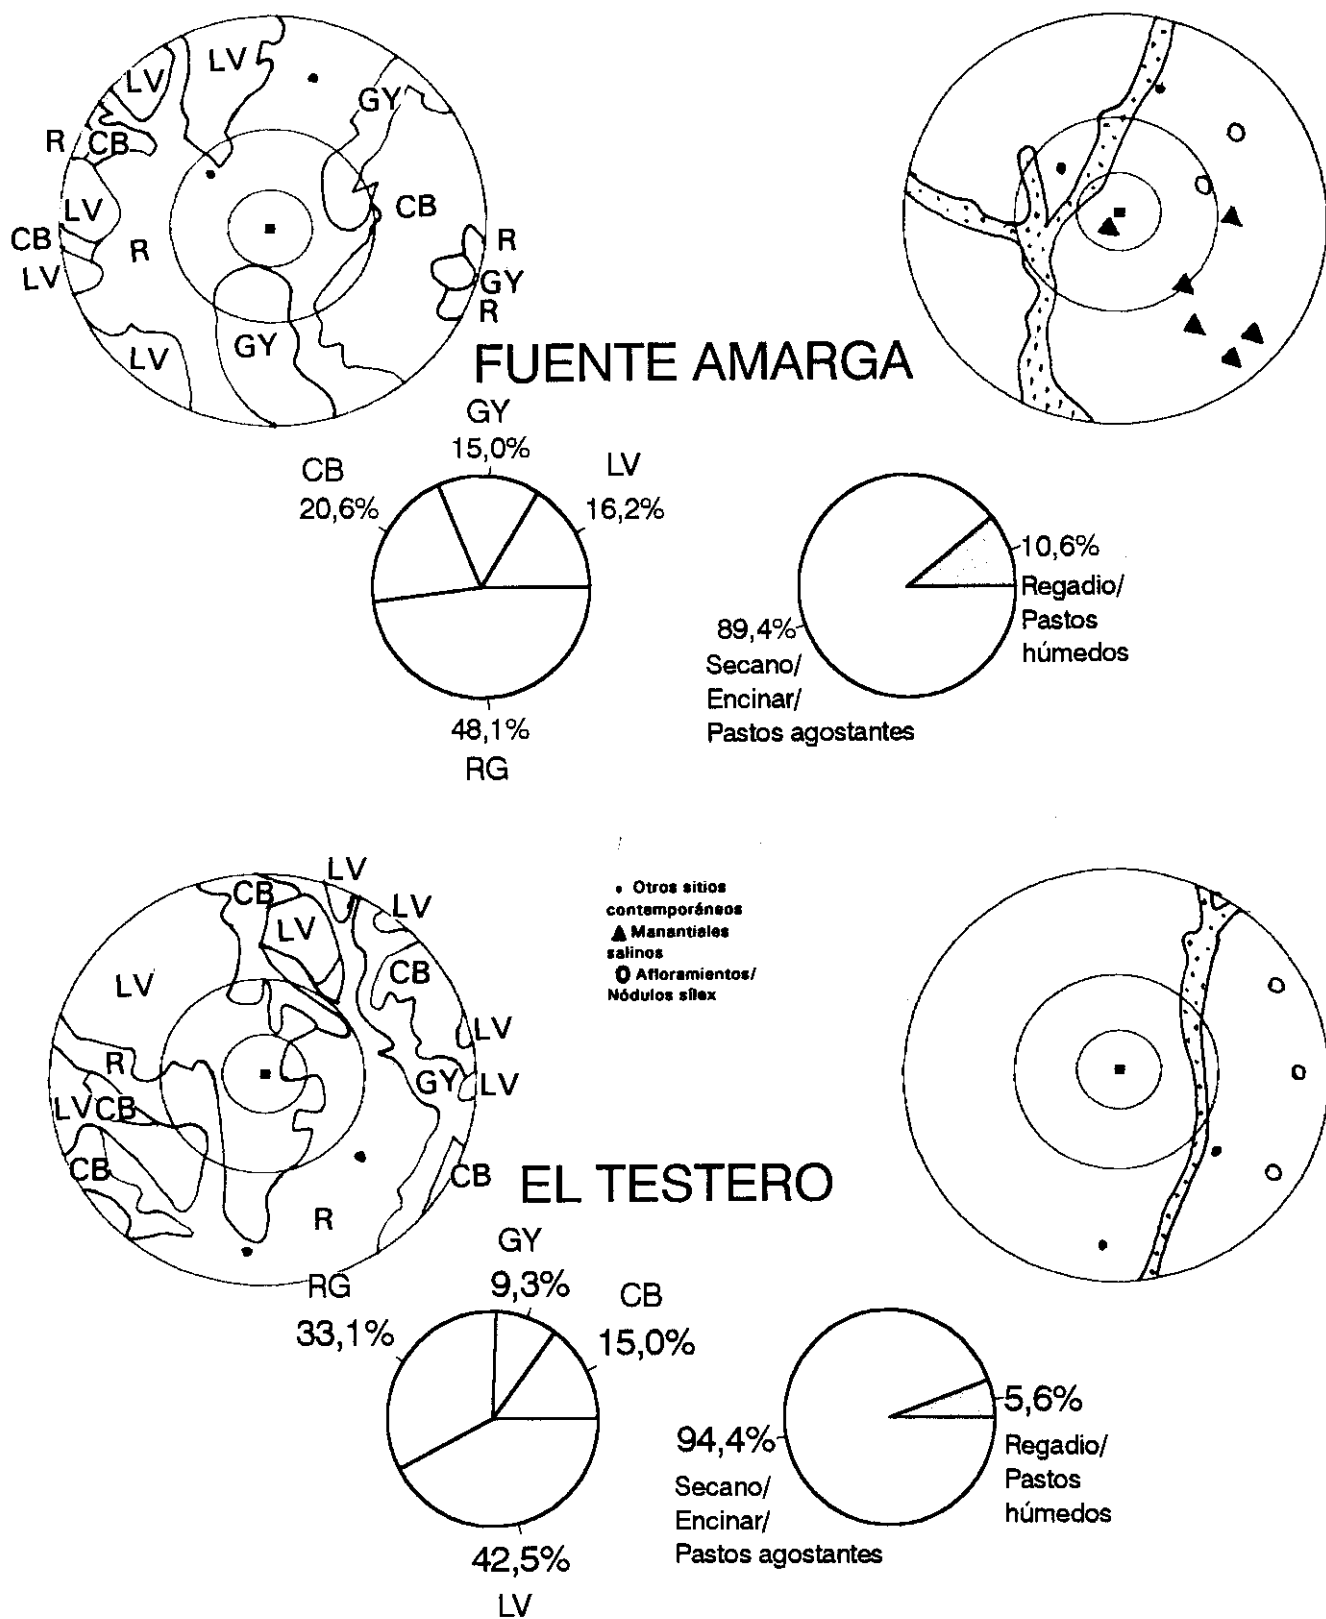 LV
LV
GY
R
CB
LV
CB
CB
R
R
LV
GY
R
GY
LV
FUENTE AMARGA
GY
15,0%
CB
20,6%
LV
16,2%
48,1%
RG
10,6%
Regadio/
Pastos
húmedos
89,4%
Secano/
Encinar/
Pastos agostantes
LV
CB
LV
LV
LV
CB
LV
R
GY
LV
LV
CB
CB
CB
R
• Otros sitios
contemporáneos
▲ Manantiales
salinos
O Afloramientos/
Nódulos sílex
EL TESTERO
GY
9,3%
RG
33,1%
CB
15,0%
42,5%
LV
5,6%
Regadio/
Pastos
húmedos
94,4%
Secano/
Encinar/
Pastos agostantes